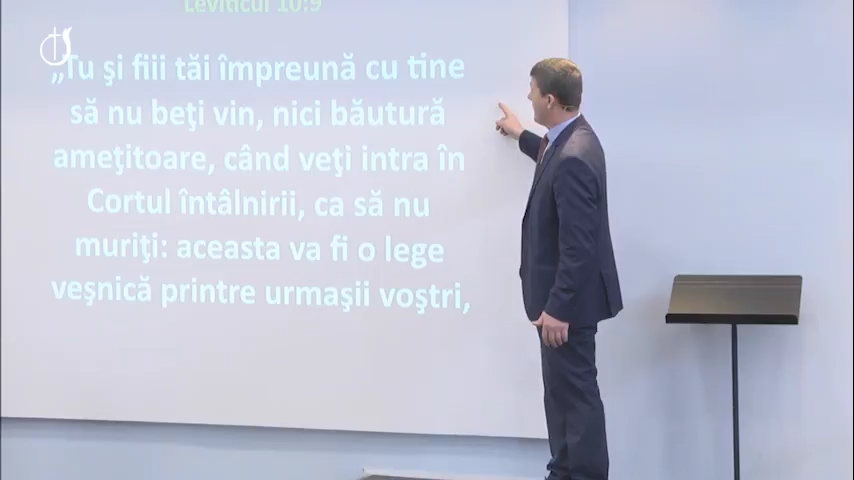 Leviticul 10:9
„Tu şi fiii tăi împreună cu tine
să nu beţi vin, nici băutură
ameţitoare, când veţi intra în
Cortul întâlnirii, ca să nu
muriţi: aceasta va fi o lege
veşnică printre urmaşii voştri,